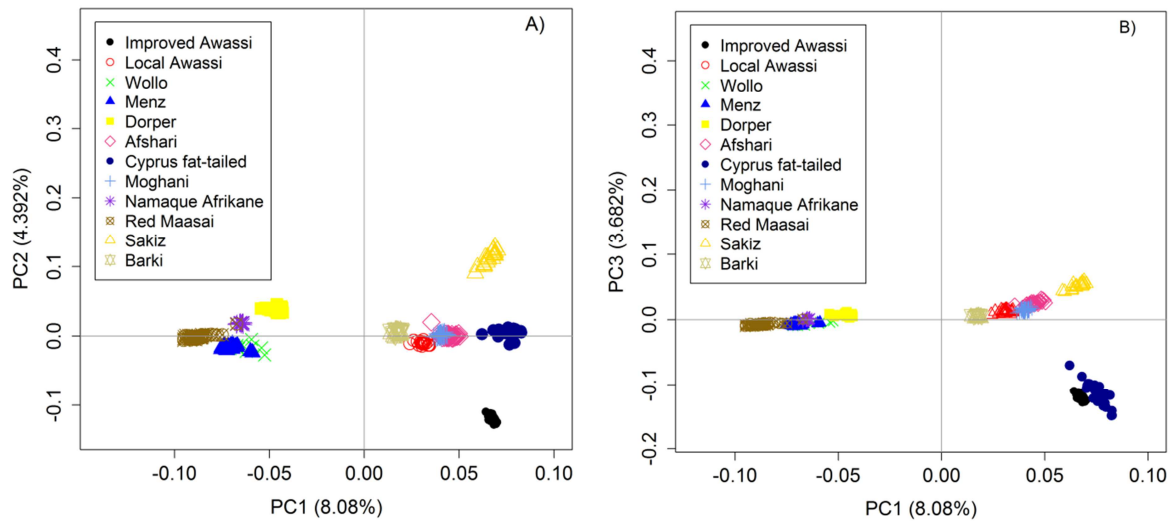 A)
Improved Awassi
Local Awassi
Wollo
Menz
Dorper
Afshari
Cyprus fat-tailed
Moghani
Namaque Afrikane
Red Maasai
Sakiz
Barki
PC2 (4.392%)
0.4
0.3
0.2
0.1
0.0
-0.1
-0.10
-0.05
0.00
0.05
0.10
PC1 (8.08%)
B)
Improved Awassi
Local Awassi
Wollo
Menz
Dorper
Afshari
Cyprus fat-tailed
Moghani
Namaque Afrikane
Red Maasai
Sakiz
Barki
PC3 (3.682%)
0.4
0.3
0.2
0.1
0.0
-0.1
-0.2
-0.10
-0.05
0.00
0.05
0.10
PC1 (8.08%)